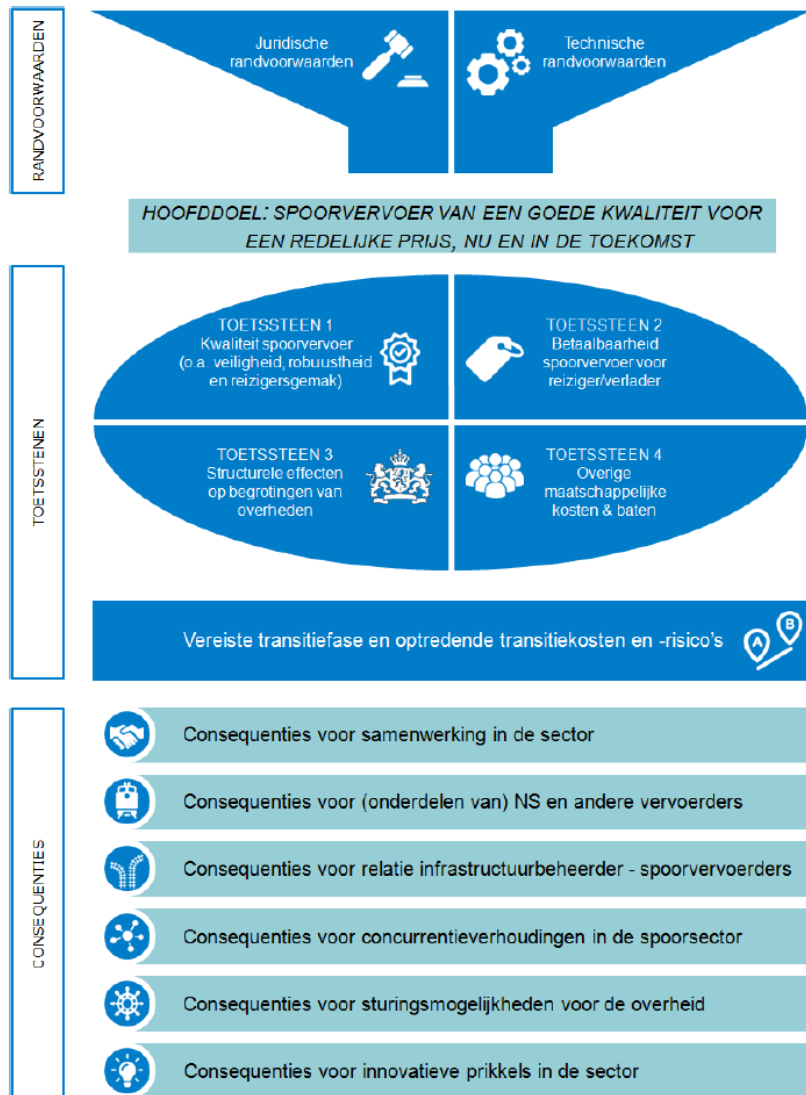 RANDVOORWAARDEN
Juridische
randvoorwaarden
Technische
randvoorwaarden
HOOFDDOEL: SPOORVERVOER VAN EEN GOEDE KWALITEIT VOOR
EEN REDELIJKE PRIJS, NU EN IN DE TOEKOMST
TOETSSTENEN
TOETSSTEEN 1
Kwaliteit spoorvervoer
(o.a. veiligheid, robuustheid
en reizigersgemak)
TOETSSTEEN 2
Betaalbaarheid
spoorvervoer voor
reiziger/verlader
TOETSSTEEN 3
Structurele effecten
op begrotingen van
overheden
TOETSSTEEN 4
Overige
maatschappelijke
kosten & baten
Vereiste transitiefase en optredende transitiekosten en -risico's
A
B
CONSEQUENTIES
Consequenties voor samenwerking in de sector
Consequenties voor (onderdelen van) NS en andere vervoerders
Consequenties voor relatie infrastructuurbeheerder - spoorvervoerders
Consequenties voor concurrentieverhoudingen in de spoorsector
Consequenties voor sturingsmogelijkheden voor de overheid
Consequenties voor innovatieve prikkels in de sector